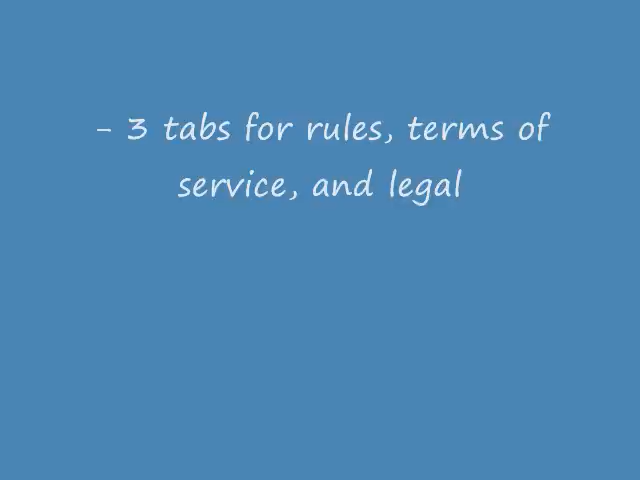 - 3 tabs for rules, terms of
service, and legal